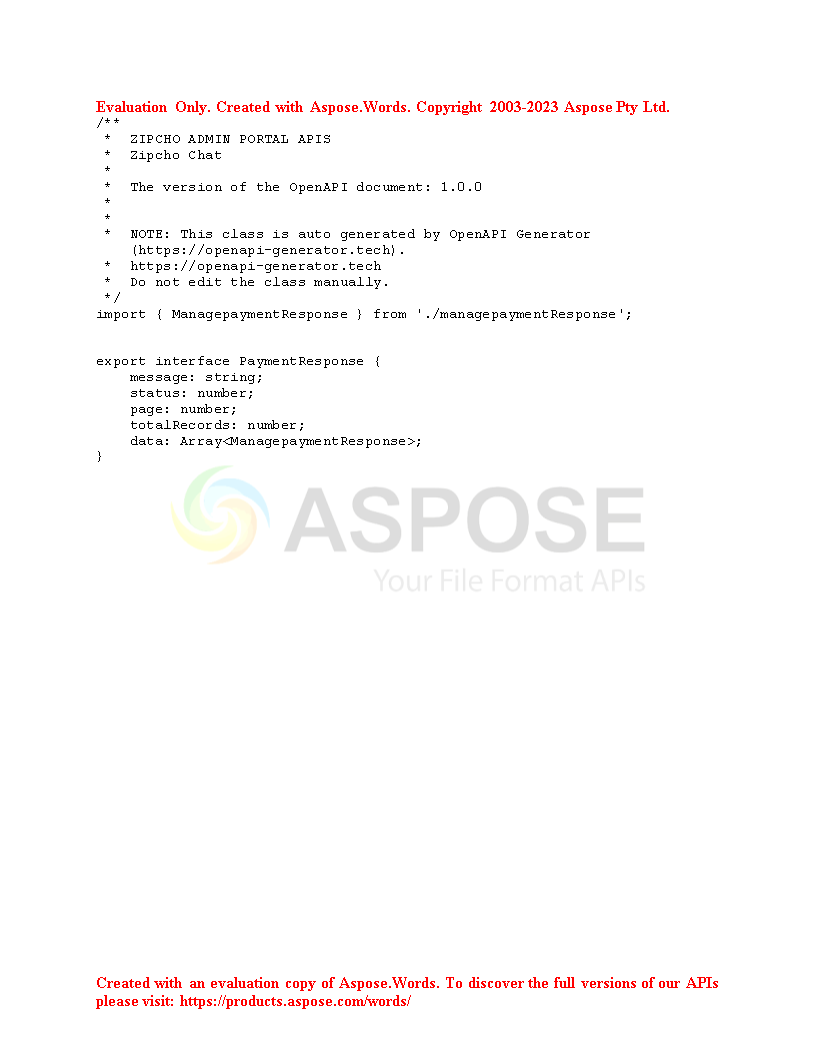 Evaluation Only. Created with Aspose.Words. Copyright 2003-2023 Aspose Pty Ltd.
/**
 *  ZIPCHO ADMIN PORTAL APIS
 *  Zipcho Chat
 *
 *  The version of the OpenAPI document: 1.0.0
 *
 *
 *  NOTE: This class is auto generated by OpenAPI Generator
    (https://openapi-generator.tech).
 *  https://openapi-generator.tech
 *  Do not edit the class manually.
 */
import { ManagepaymentResponse } from './managepaymentResponse';
export interface PaymentResponse {
    message: string;
    status: number;
    page: number;
    totalRecords: number;
    data: Array<ManagepaymentResponse>;
}
ASPOSE
Your File Format APIs
Created with an evaluation copy of Aspose.Words. To discover the full versions of our APIs
please visit: https://products.aspose.com/words/